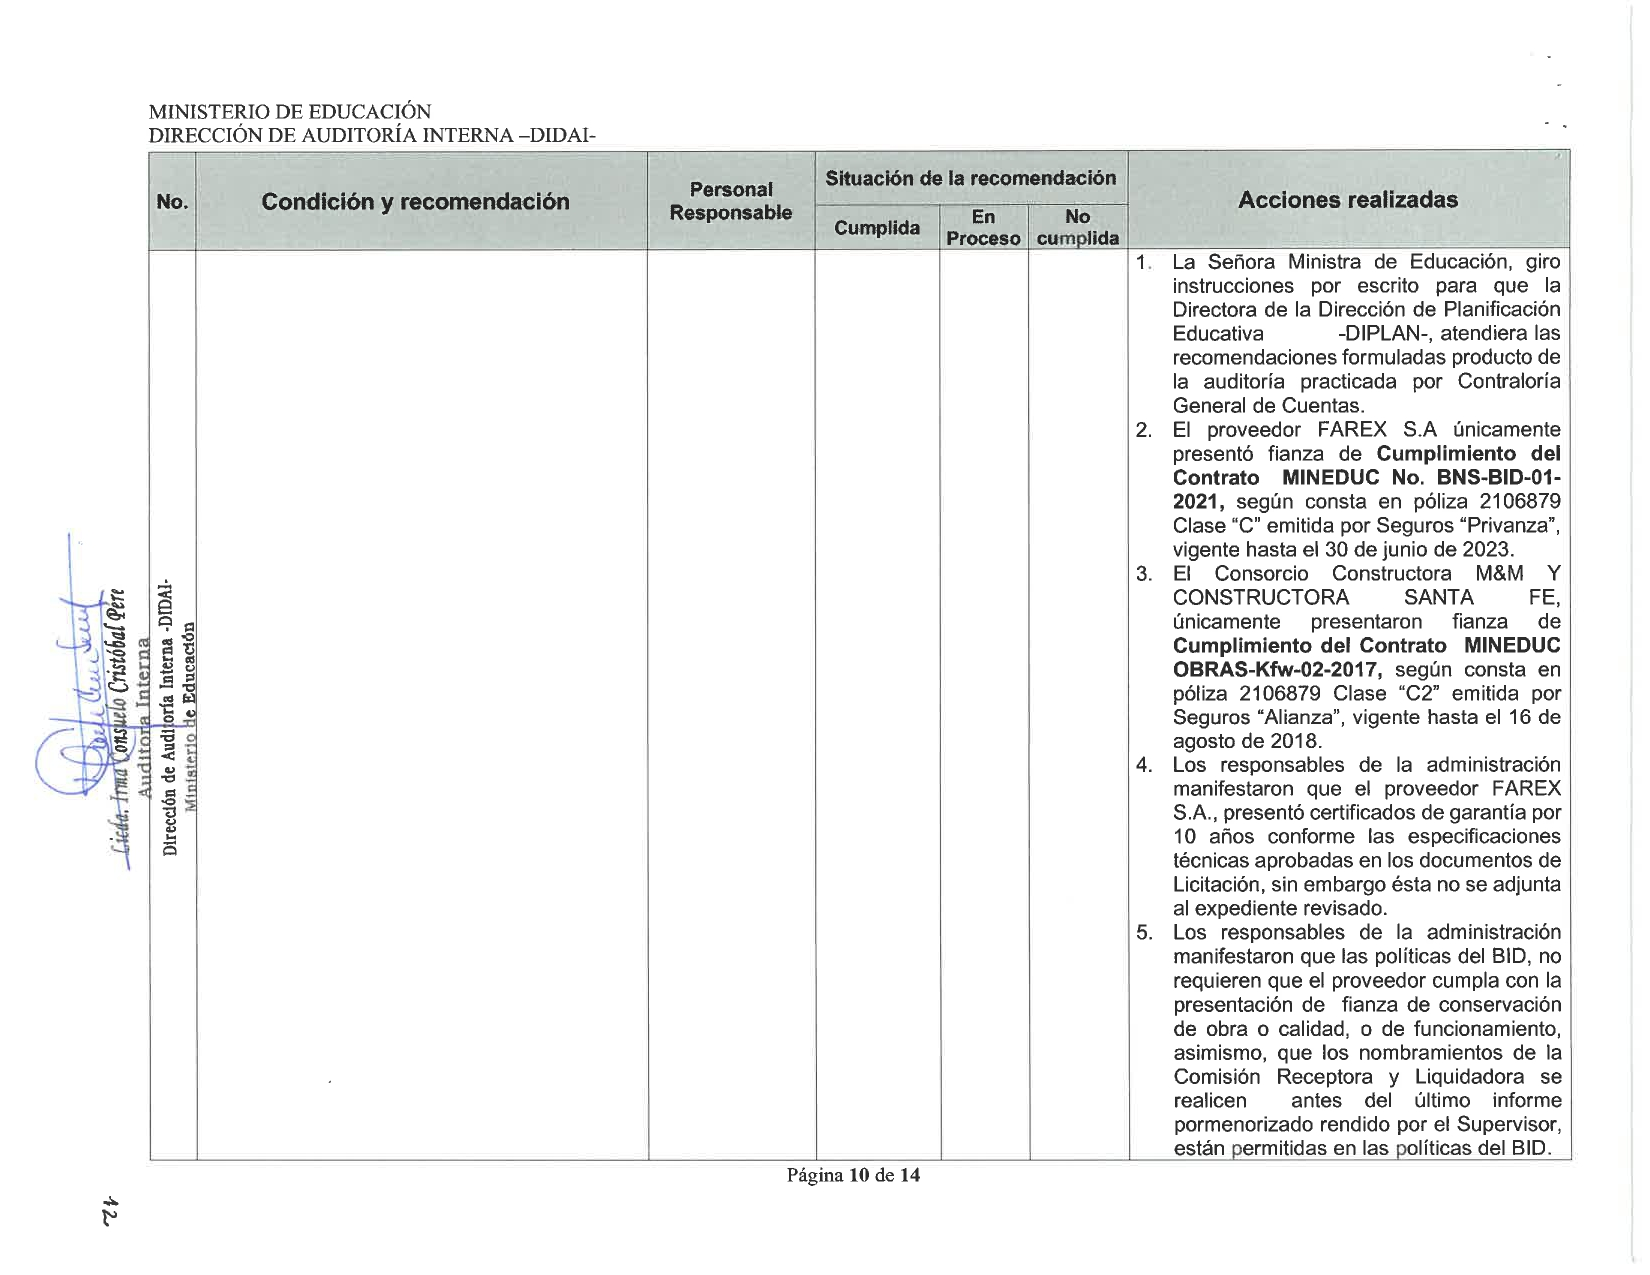 MINISTERIO DE EDUCACIÓN
DIRECCIÓN DE AUDITORÍA INTERNA –DIDAI-
No.
Condición y recomendación
Personal
Responsable
Situación de la recomendación
Cumplida
En
Proceso
No
cumplida
Acciones realizadas
1. La Señora Ministra de Educación, giro
instrucciones por escrito para que la
Directora de la Dirección de Planificación
Educativa -DIPLAN-, atendiera las
recomendaciones formuladas producto de
la auditoría practicada por Contraloría
General de Cuentas.
2. El proveedor FAREX S.A únicamente
presentó fianza de Cumplimiento del
Contrato MINEDUC No. BNS-BID-01-
2021, según consta en póliza 2106879
Clase “C” emitida por Seguros “Privanza”,
vigente hasta el 30 de junio de 2023.
3. El Consorcio Constructora M&M Y
CONSTRUCTORA SANTA FE,
únicamente presentaron fianza de
Cumplimiento del Contrato MINEDUC
OBRAS-Kfw-02-2017, según consta en
póliza 2106879 Clase “C2” emitida por
Seguros “Alianza”, vigente hasta el 16 de
agosto de 2018.
4. Los responsables de la administración
manifestaron que el proveedor FAREX
S.A., presentó certificados de garantía por
10 años conforme las especificaciones
técnicas aprobadas en los documentos de
Licitación, sin embargo ésta no se adjunta
al expediente revisado.
5. Los responsables de la administración
manifestaron que las políticas del BID, no
requieren que el proveedor cumpla con la
presentación de fianza de conservación
de obra o calidad, o de funcionamiento,
asimismo, que los nombramientos de la
Comisión Receptora y Liquidadora se
realicen antes del último informe
pormenorizado rendido por el Supervisor,
están permitidas en las políticas del BID.
Licda. Irma Consuelo Cristóbal Pére
Auditora Interna
Dirección de Auditoría Interna -DIDAI-
Ministerio de Educación
Página 10 de 14
12